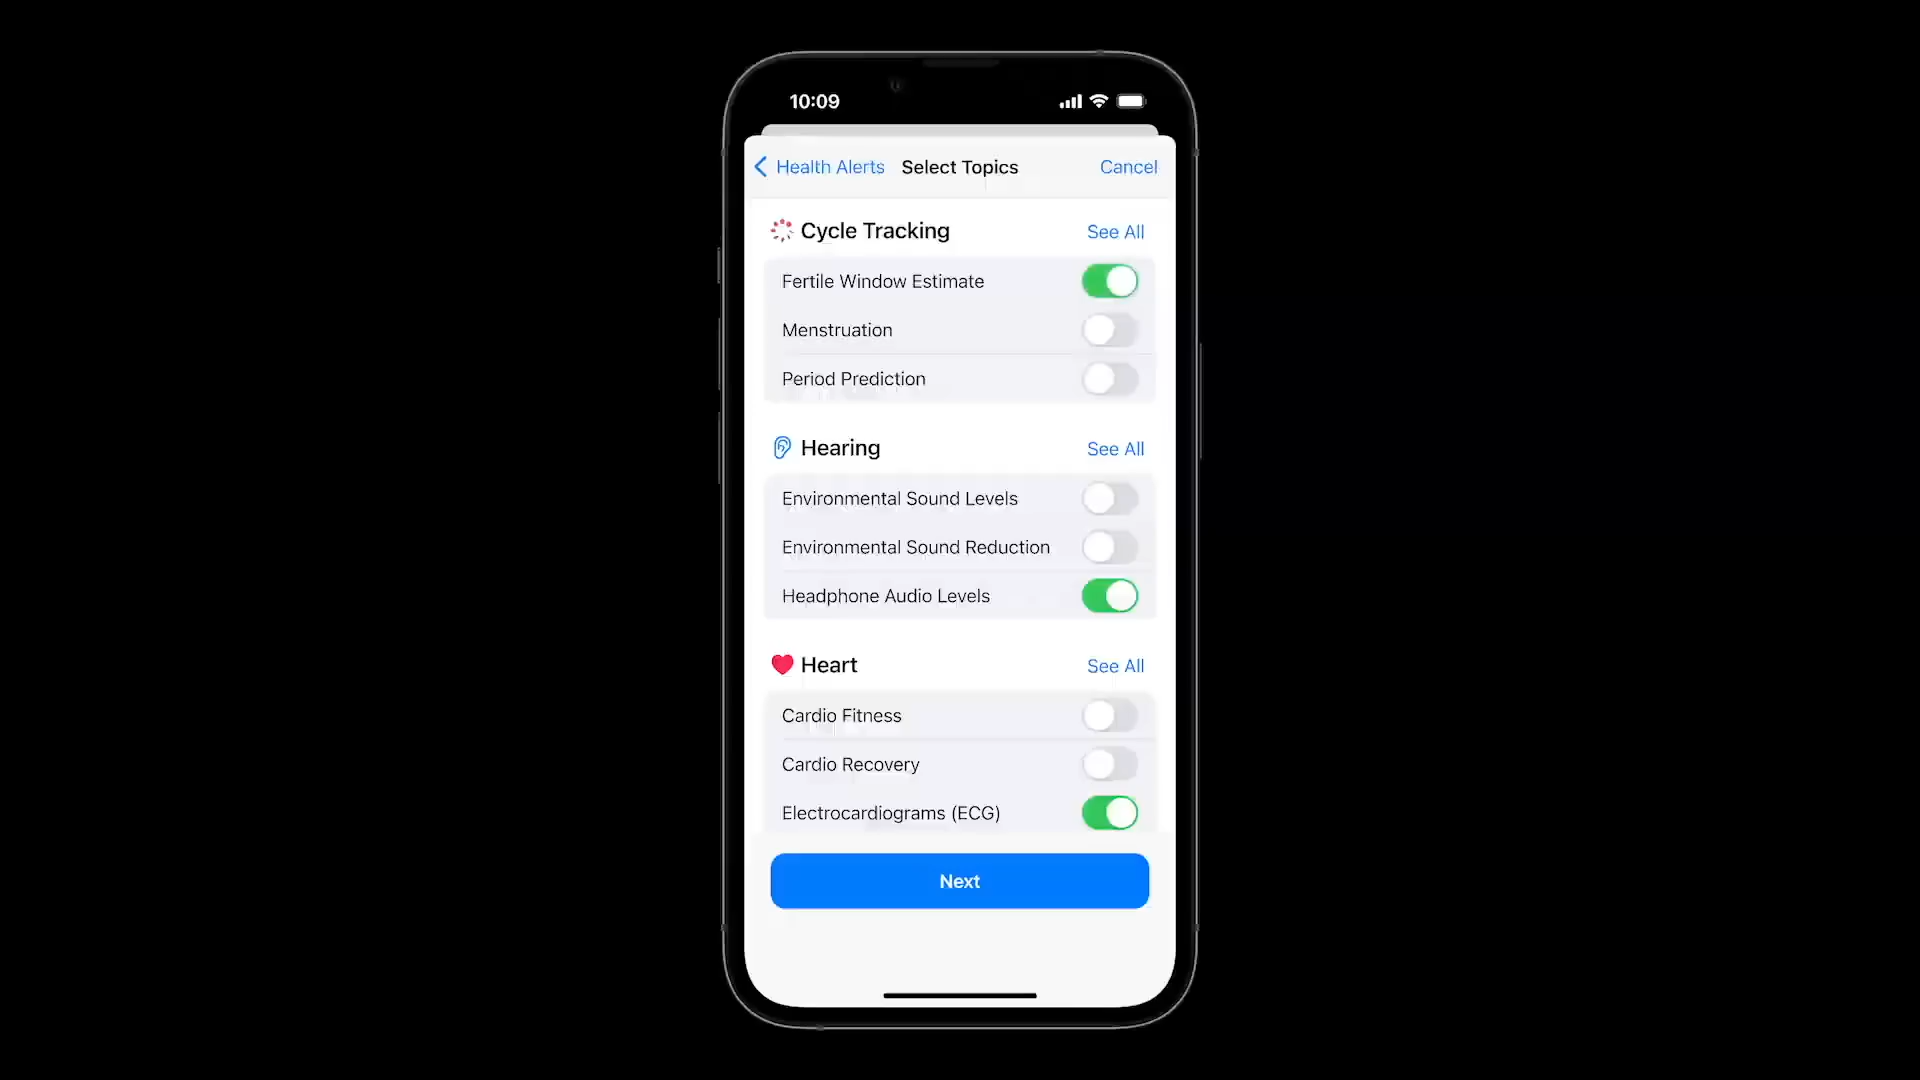 10:09
Health Alerts Select Topics Cancel
Cycle Tracking See All
Fertile Window Estimate
Menstruation
Period Prediction
Hearing See All
Environmental Sound Levels
Environmental Sound Reduction
Headphone Audio Levels
Heart See All
Cardio Fitness
Cardio Recovery
Electrocardiograms (ECG)
Next